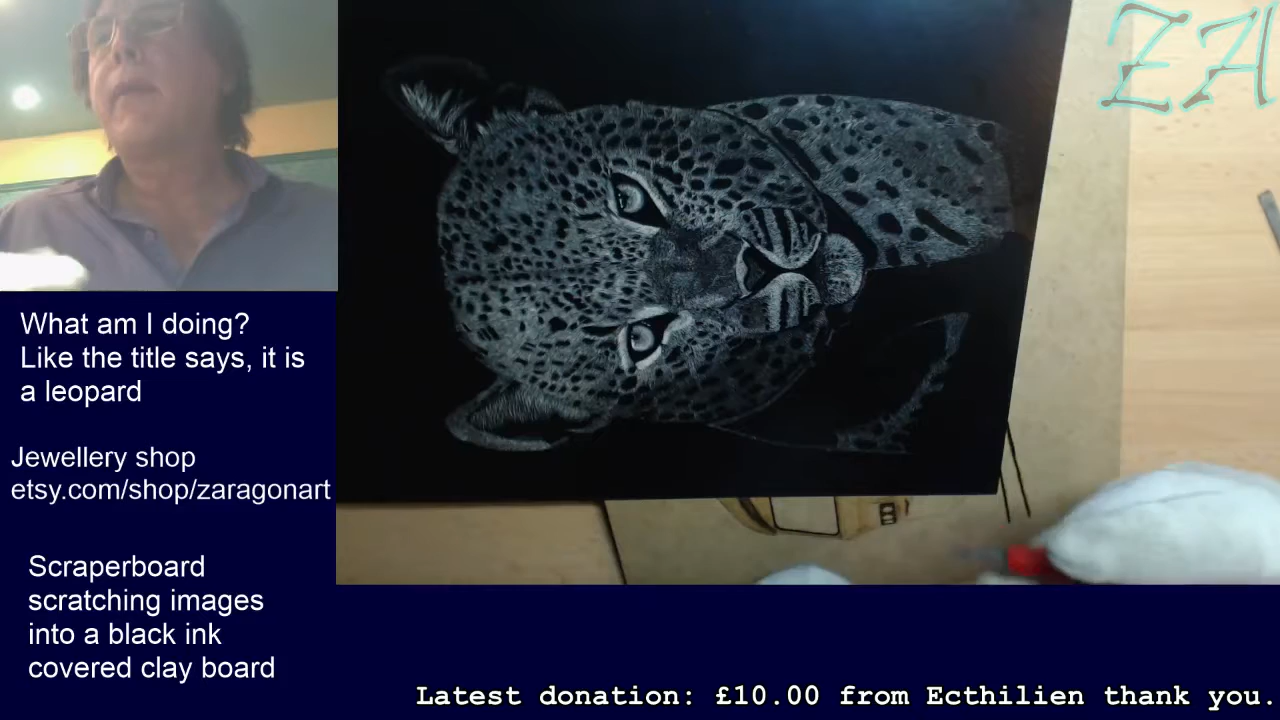 ZA
What am I doing?
Like the title says, it is
a leopard
Jewellery shop
etsy.com/shop/zaragonart
Scraperboard
scratching images
into a black ink
covered clay board
Latest donation: £10.00 from Ecthilien thank you.